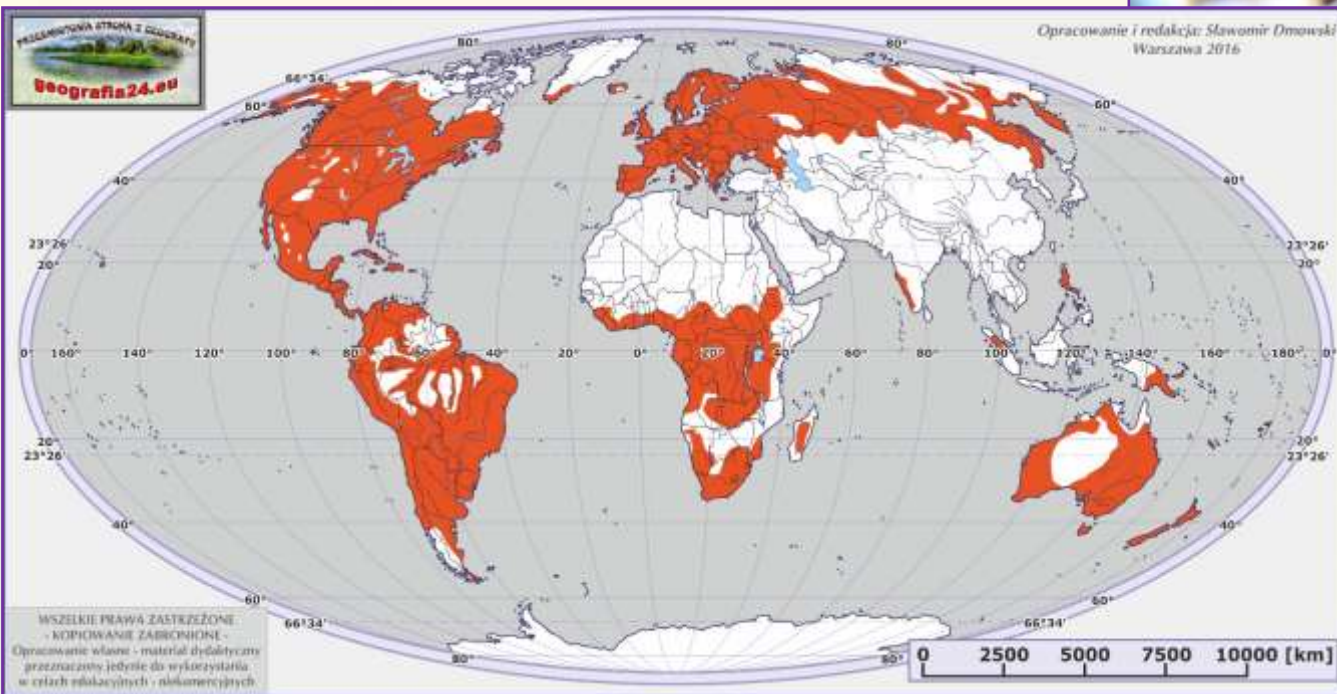 PRZEDMIOTOWA STRONA Z GEOGRAFII
geografia24.eu
Opracowanie i redakcja: Sławomir Dmowski
Warszawa 2016
80° 80°
66°34'
60° 60°
40° 40°
23°26' 23°26'
20° 20°
0° 160° 140° 120° 100° 80° 60° 40° 20° 0° 20° 40° 60° 80° 100° 120° 140° 160° 180° 0°
20° 20°
23°26' 23°26'
40° 40°
60° 60°
66°34' 66°34'
80° 80°
WSZELKIE PRAWA ZASTRZEŻONE
- KOPIOWANIE ZABRONIONE -
Opracowanie własne - materiał dydaktyczny
przeznaczony jedynie do wykorzystania
w celach edukacyjnych - niekomercyjnych
0 2500 5000 7500 10000 [km]